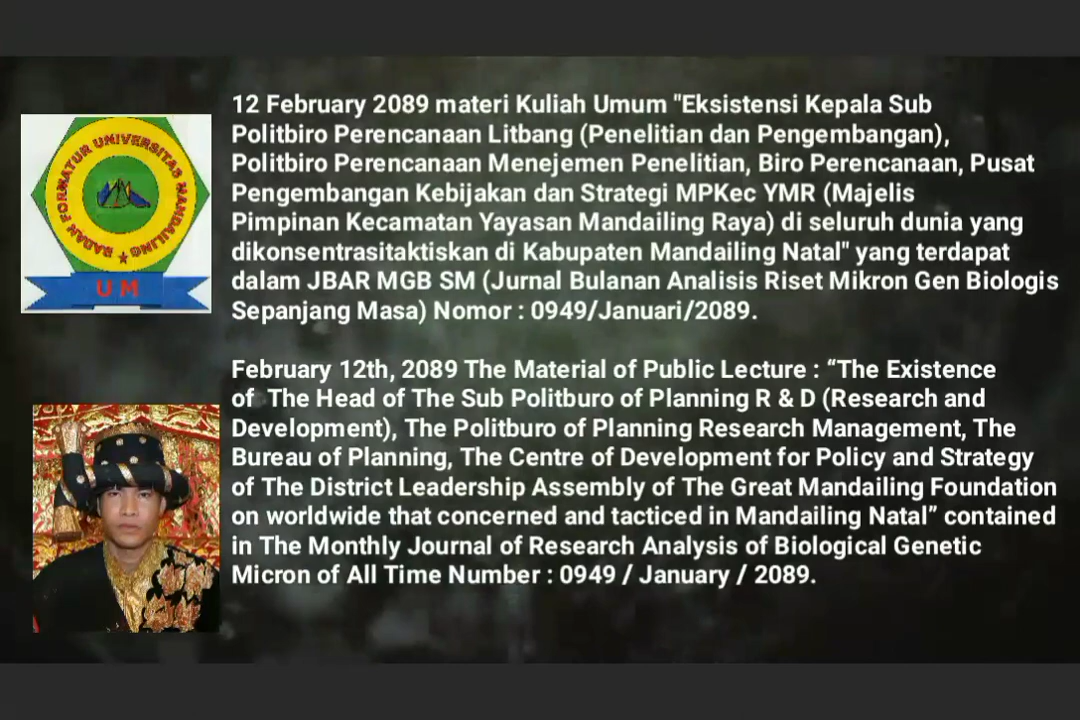 BADAN FORMATUR UNIVERSITAS MANDAILING
UM
12 February 2089 materi Kuliah Umum "Eksistensi Kepala Sub
Politbiro Perencanaan Litbang (Penelitian dan Pengembangan),
Politbiro Perencanaan Menejemen Penelitian, Biro Perencanaan, Pusat
Pengembangan Kebijakan dan Strategi MPKec YMR (Majelis
Pimpinan Kecamatan Yayasan Mandailing Raya) di seluruh dunia yang
dikonsentrasitaktiskan di Kabupaten Mandailing Natal" yang terdapat
dalam JBAR MGB SM (Jurnal Bulanan Analisis Riset Mikron Gen Biologis
Sepanjang Masa) Nomor : 0949/Januari/2089.
February 12th, 2089 The Material of Public Lecture : “The Existence
of The Head of The Sub Politburo of Planning R & D (Research and
Development), The Politburo of Planning Research Management, The
Bureau of Planning, The Centre of Development for Policy and Strategy
of The District Leadership Assembly of The Great Mandailing Foundation
on worldwide that concerned and tacticed in Mandailing Natal” contained
in The Monthly Journal of Research Analysis of Biological Genetic
Micron of All Time Number : 0949 / January / 2089.